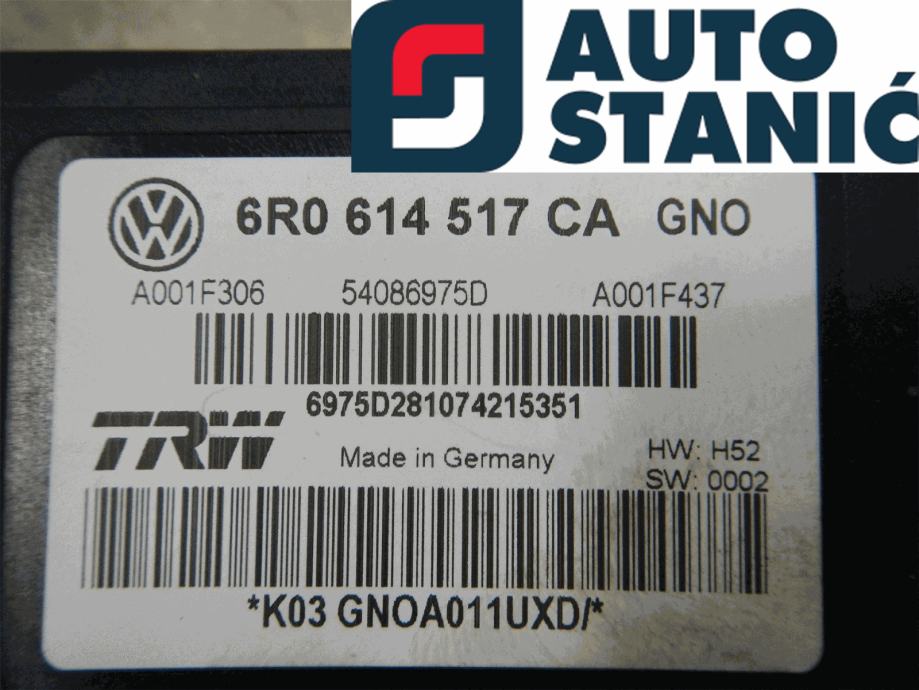 AUTO
STANIĆ
6R0 614 517 CA GNO
A001F306 54086975D A001F437
6975D281074215351
TRW
Made in Germany
HW: H52
SW: 0002
*K03 GNOA011UXD/*